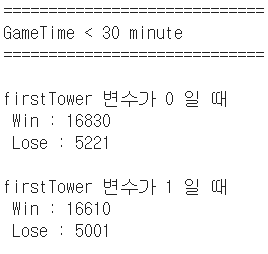 ============================
GameTime < 30 minute
============================
firstTower 변수가 0 일 때
Win : 16830
Lose : 5221
firstTower 변수가 1 일 때
Win : 16610
Lose : 5001